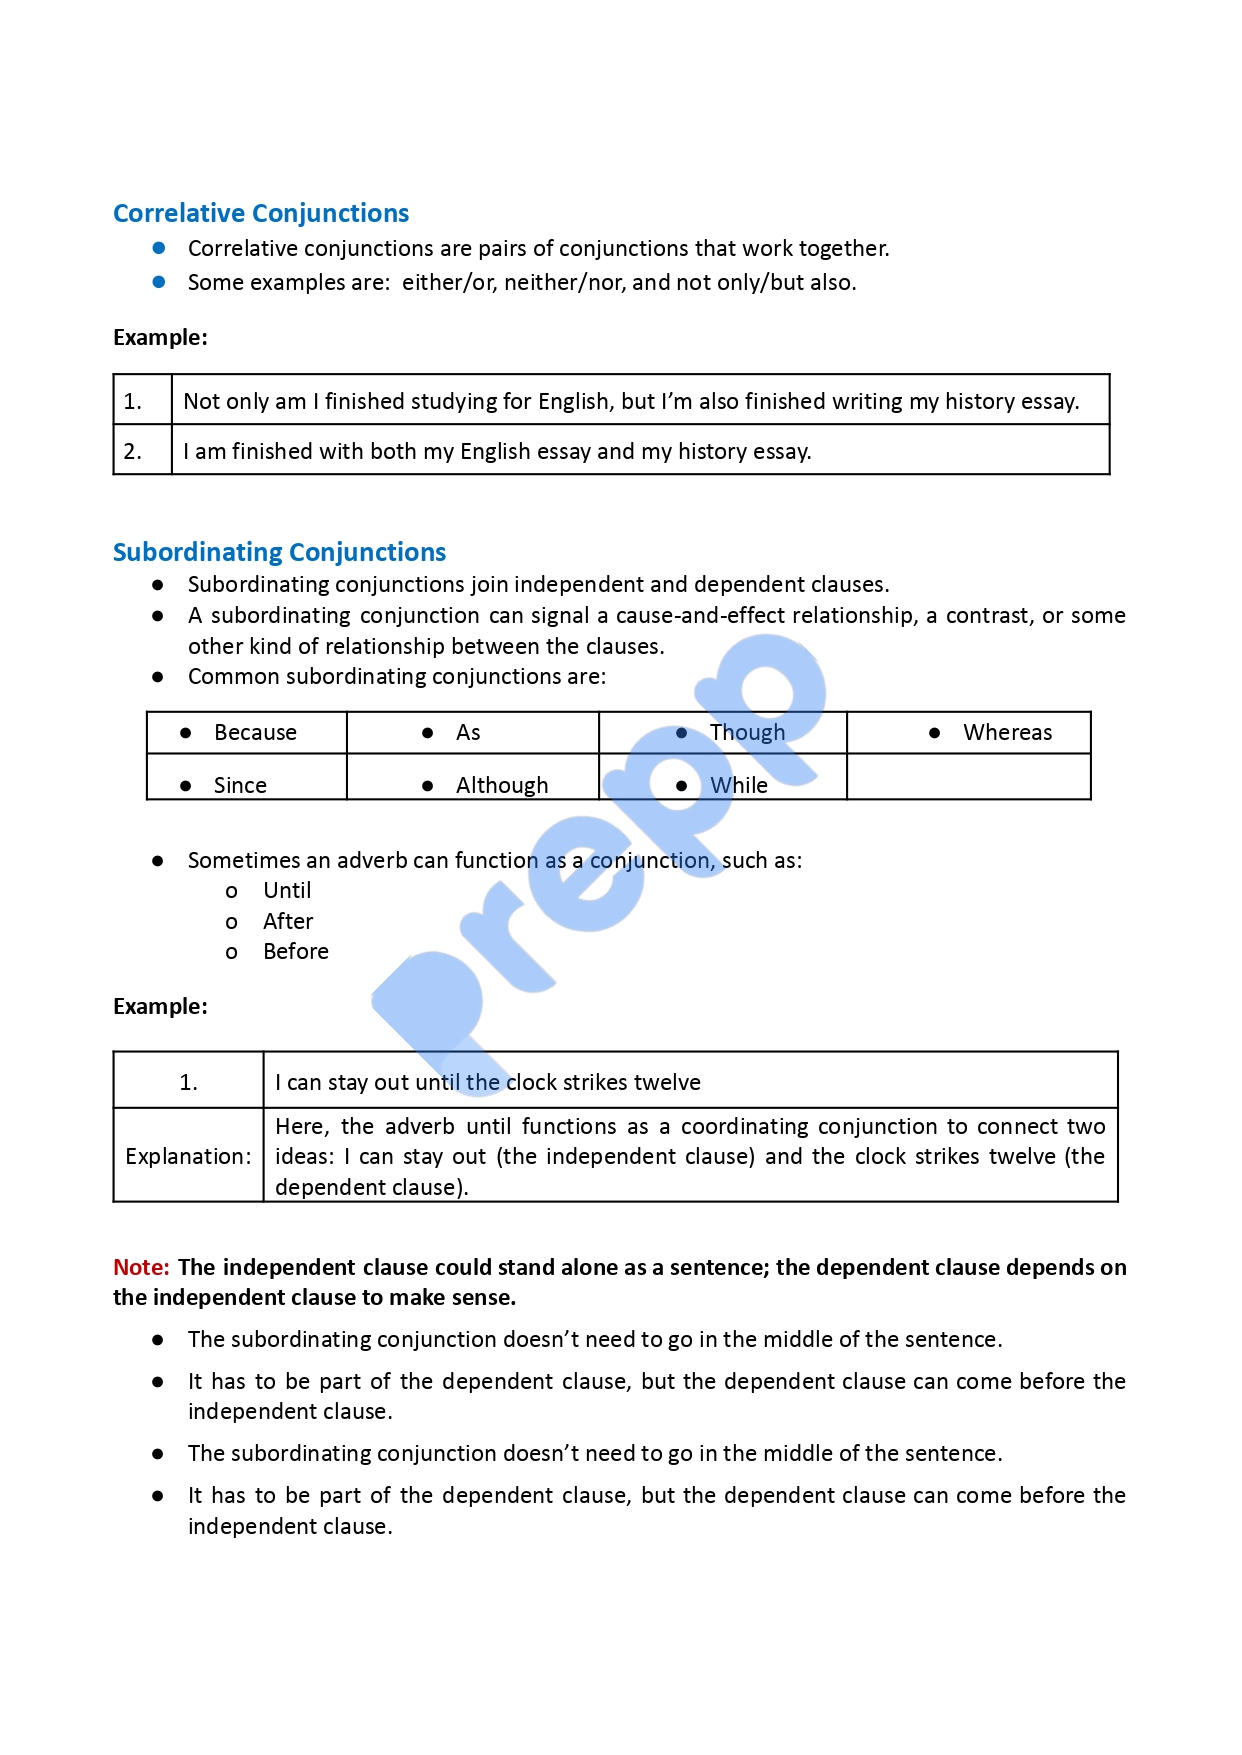 Correlative Conjunctions
● Correlative conjunctions are pairs of conjunctions that work together.
● Some examples are:  either/or, neither/nor, and not only/but also.
Example:
1. Not only am I finished studying for English, but I’m also finished writing my history essay.
2. I am finished with both my English essay and my history essay.
Subordinating Conjunctions
● Subordinating conjunctions join independent and dependent clauses.
● A subordinating conjunction can signal a cause-and-effect relationship, a contrast, or some
other kind of relationship between the clauses.
● Common subordinating conjunctions are:
● Because ● As ● Though ● Whereas
● Since ● Although ● While
● Sometimes an adverb can function as a conjunction, such as:
o Until
o After
o Before
Example:
1. I can stay out until the clock strikes twelve
Explanation: Here, the adverb until functions as a coordinating conjunction to connect two
ideas: I can stay out (the independent clause) and the clock strikes twelve (the
dependent clause).
Note: The independent clause could stand alone as a sentence; the dependent clause depends on
the independent clause to make sense.
● The subordinating conjunction doesn’t need to go in the middle of the sentence.
● It has to be part of the dependent clause, but the dependent clause can come before the
independent clause.
● The subordinating conjunction doesn’t need to go in the middle of the sentence.
● It has to be part of the dependent clause, but the dependent clause can come before the
independent clause.
prepp